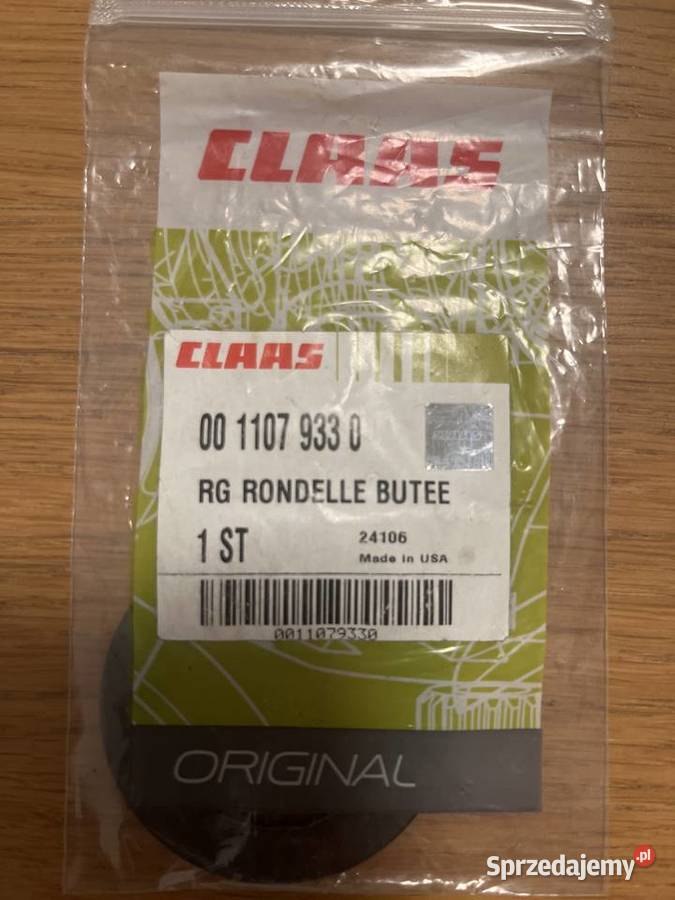 CLAAS
CLAAS
00 1107 933 0
RG RONDELLE BUTEE
1 ST
24106
Made in USA
0011079330
ORIGINAL
Sprzedajemy.pl